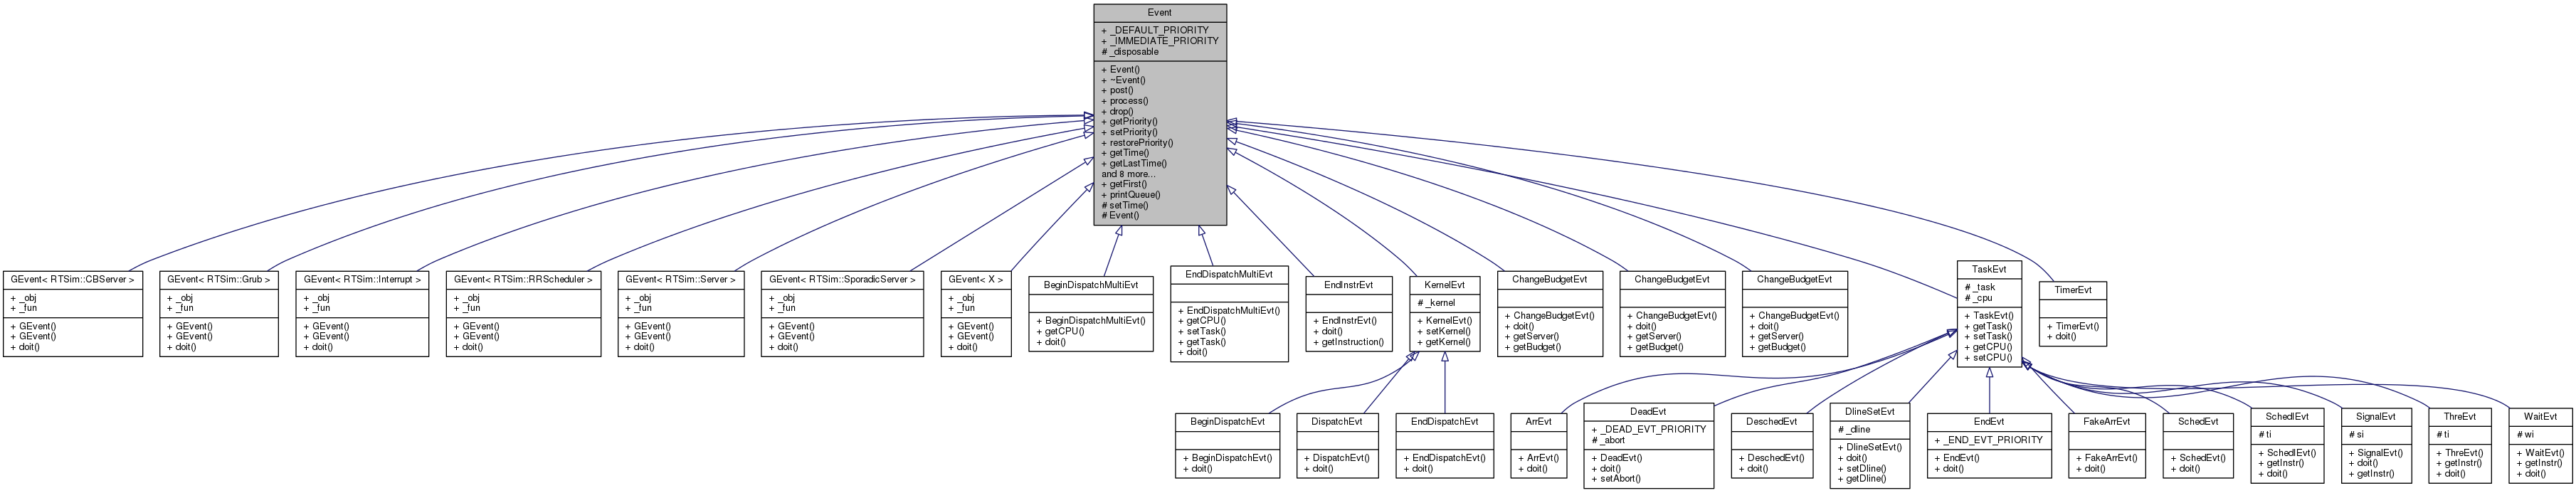 Event
+ _DEFAULT_PRIORITY
+ _IMMEDIATE_PRIORITY
# _disposable
+ Event()
+ ~Event()
+ post()
+ process()
+ drop()
+ getPriority()
+ setPriority()
+ restorePriority()
+ getTime()
+ getLastTime()
and 8 more...
+ getFirst()
+ printQueue()
# setTime()
# Event()
GEvent< RTSim::CBServer >
+ _obj
+ _fun
+ GEvent()
+ GEvent()
+ doit()
GEvent< RTSim::Grub >
+ _obj
+ _fun
+ GEvent()
+ GEvent()
+ doit()
GEvent< RTSim::Interrupt >
+ _obj
+ _fun
+ GEvent()
+ GEvent()
+ doit()
GEvent< RTSim::RRScheduler >
+ _obj
+ _fun
+ GEvent()
+ GEvent()
+ doit()
GEvent< RTSim::Server >
+ _obj
+ _fun
+ GEvent()
+ GEvent()
+ doit()
GEvent< RTSim::SporadicServer >
+ _obj
+ _fun
+ GEvent()
+ GEvent()
+ doit()
GEvent< X >
+ _obj
+ _fun
+ GEvent()
+ GEvent()
+ doit()
BeginDispatchMultiEvt
+ BeginDispatchMultiEvt()
+ getCPU()
+ doit()
EndDispatchMultiEvt
+ EndDispatchMultiEvt()
+ getCPU()
+ setTask()
+ getTask()
+ doit()
EndInstrEvt
+ EndInstrEvt()
+ doit()
+ getInstruction()
KernelEvt
# _kernel
+ KernelEvt()
+ setKernel()
+ getKernel()
ChangeBudgetEvt
+ ChangeBudgetEvt()
+ doit()
+ getServer()
+ getBudget()
ChangeBudgetEvt
+ ChangeBudgetEvt()
+ doit()
+ getServer()
+ getBudget()
ChangeBudgetEvt
+ ChangeBudgetEvt()
+ doit()
+ getServer()
+ getBudget()
TaskEvt
# _task
# _cpu
+ TaskEvt()
+ getTask()
+ setTask()
+ getCPU()
+ setCPU()
TimerEvt
+ TimerEvt()
+ doit()
BeginDispatchEvt
+ BeginDispatchEvt()
+ doit()
DispatchEvt
+ DispatchEvt()
+ doit()
EndDispatchEvt
+ EndDispatchEvt()
+ doit()
ArrEvt
+ ArrEvt()
+ doit()
DeadEvt
+ _DEAD_EVT_PRIORITY
# _abort
+ DeadEvt()
+ doit()
+ setAbort()
DeschedEvt
+ DeschedEvt()
+ doit()
DlineSetEvt
# _dline
+ DlineSetEvt()
+ doit()
+ setDline()
+ getDline()
EndEvt
+ _END_EVT_PRIORITY
+ EndEvt()
+ doit()
FakeArrEvt
+ FakeArrEvt()
+ doit()
SchedEvt
+ SchedEvt()
+ doit()
SchedIEvt
# ti
+ SchedIEvt()
+ getInstr()
+ doit()
SignalEvt
# si
+ SignalEvt()
+ doit()
+ getInstr()
ThreEvt
# ti
+ ThreEvt()
+ getInstr()
+ doit()
WaitEvt
# wi
+ WaitEvt()
+ getInstr()
+ doit()